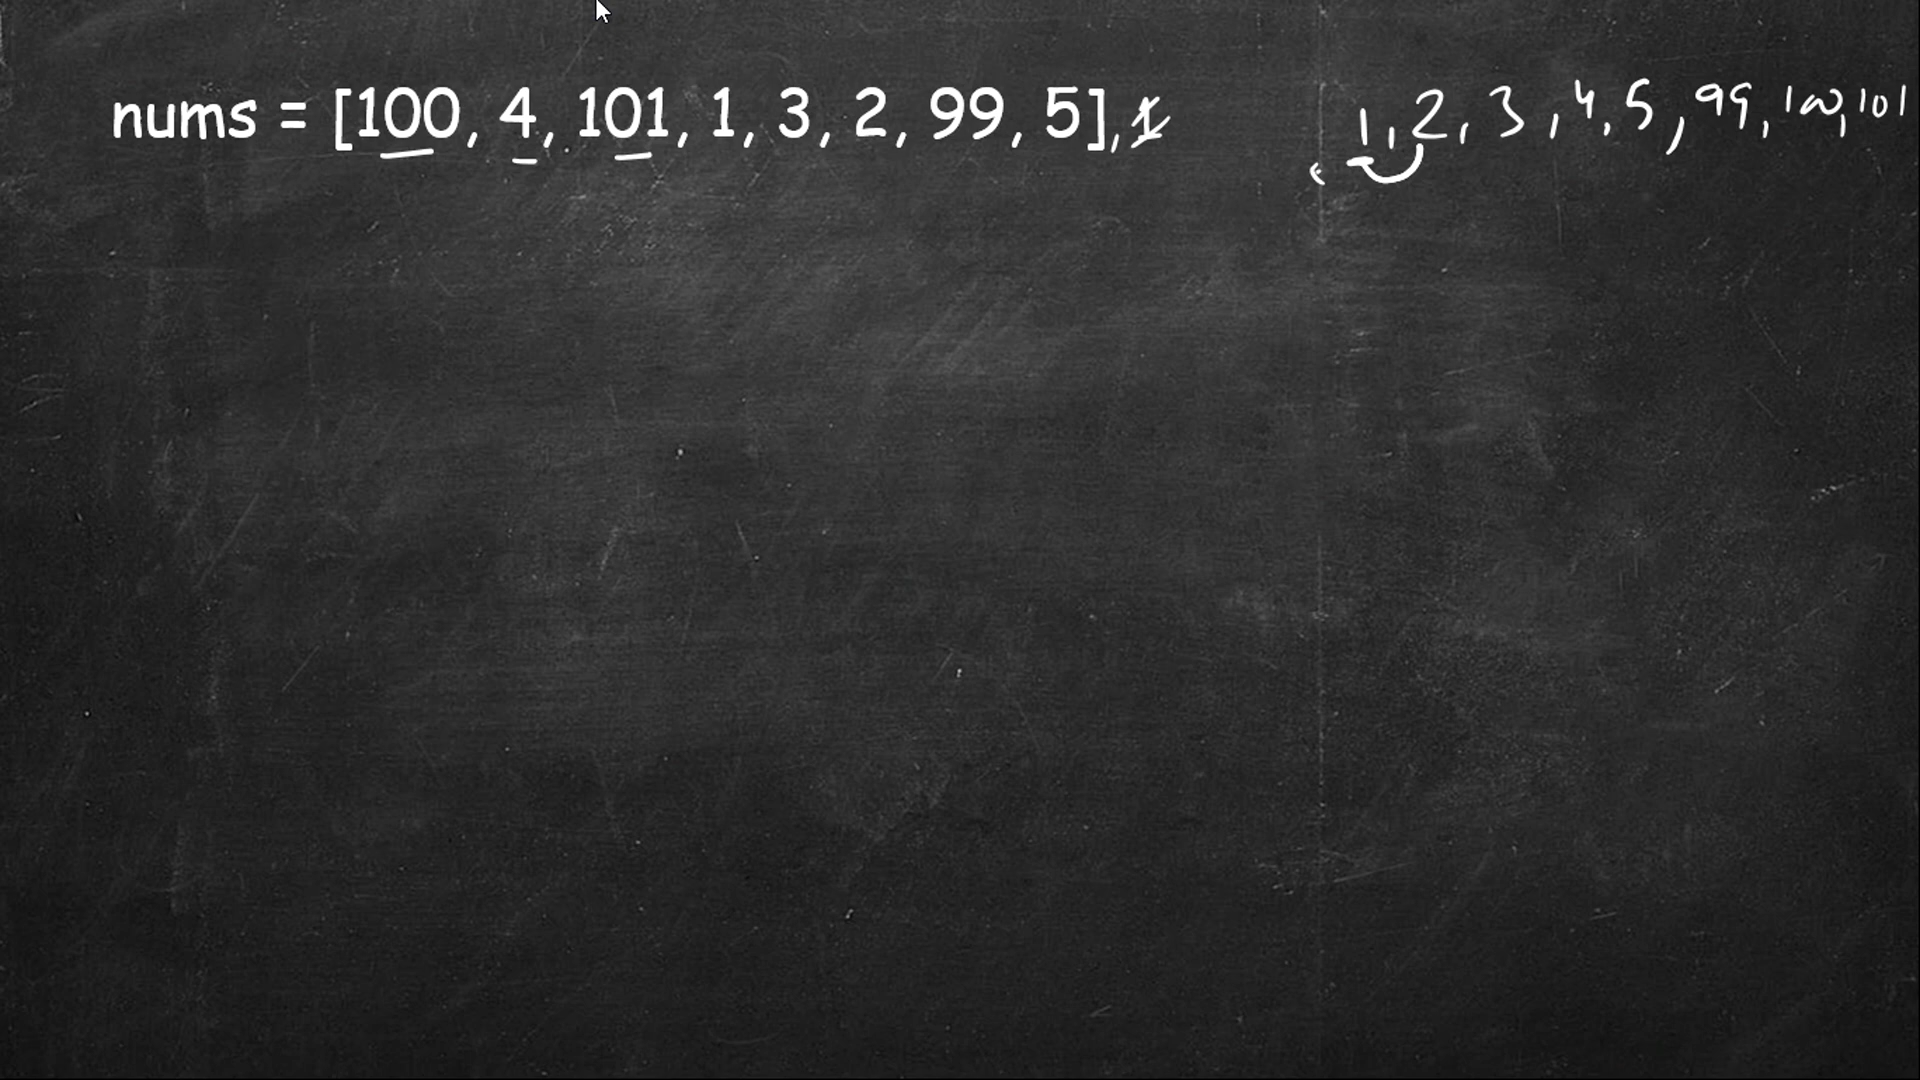 nums = [100, 4, 101, 1, 3, 2, 99, 5], 1, 2, 3, 4, 5, 99, 100, 101